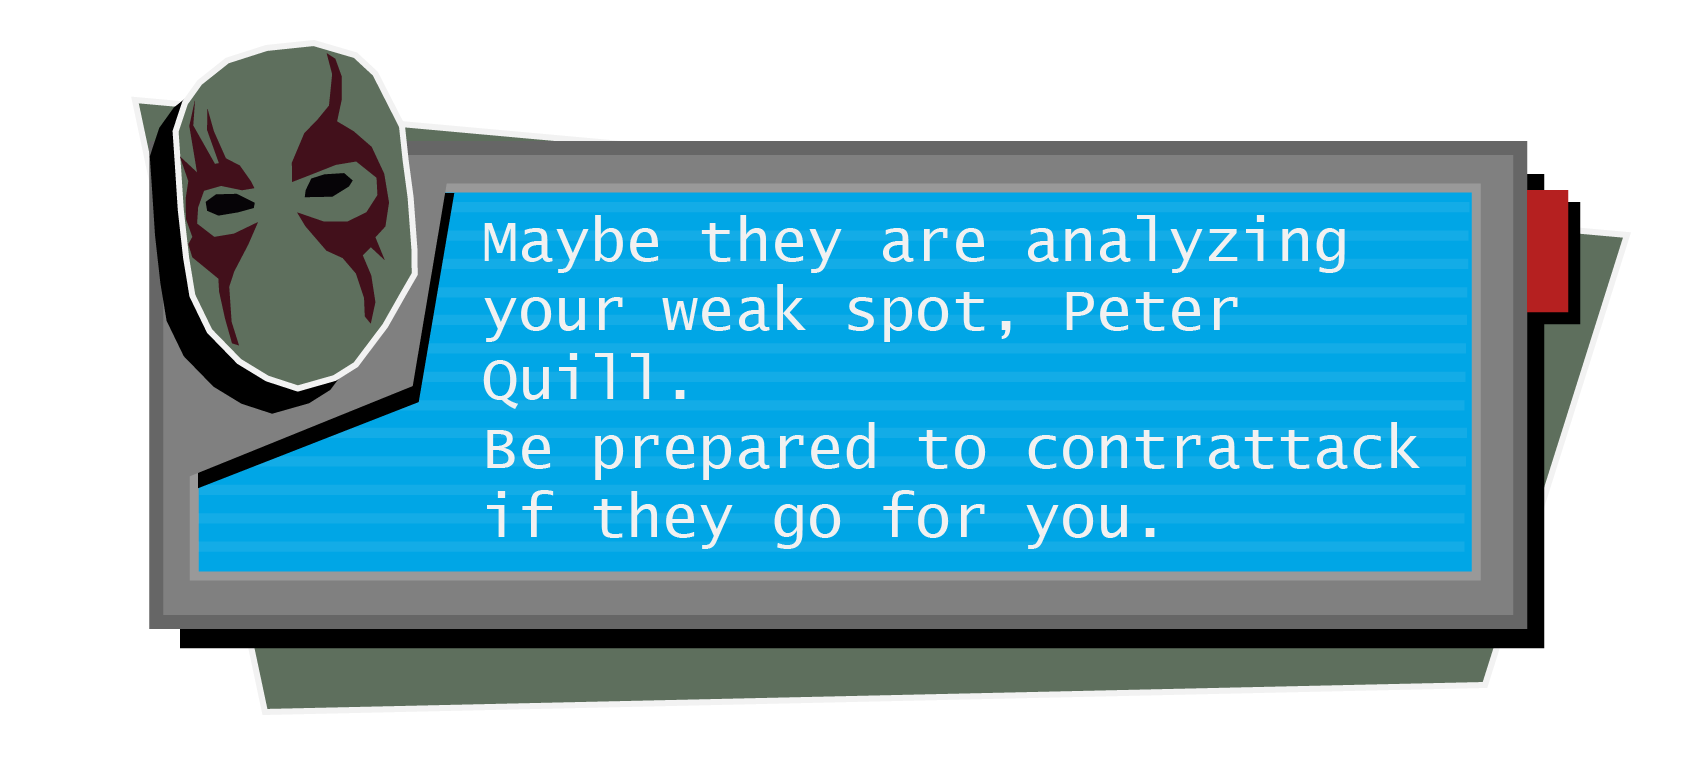 Maybe they are analyzing
your weak spot, Peter
Quill.
Be prepared to contrattack
if they go for you.